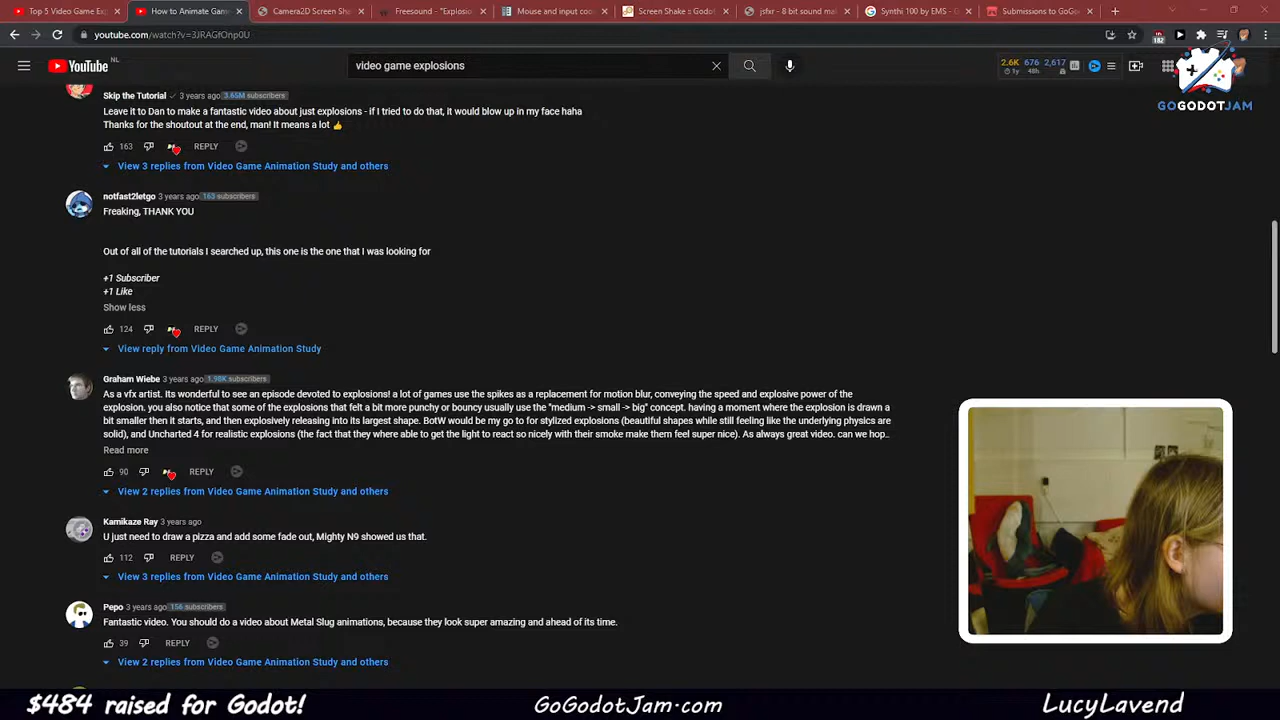 Top 5 Video Game Exp
How to Animate Gam
Camera2D Screen Sha
Freesound - "Explosio
Mouse and input coo
Screen Shake :: Godot
jsfxr - 8 bit sound mal
Synthi 100 by EMS - G
Submissions to GoGo
youtube.com/watch?v=3JRAGfOnp0U
182
YouTube NL
video game explosions
2.6K 676 2,617
1y 48h
GOGODOTJAM
Skip the Tutorial 3 years ago 3.65M subscribers
Leave it to Dan to make a fantastic video about just explosions - if I tried to do that, it would blow up in my face haha
Thanks for the shoutout at the end, man! It means a lot 👍
163 REPLY
View 3 replies from Video Game Animation Study and others
notfast2letgo 3 years ago 163 subscribers
Freaking, THANK YOU
Out of all of the tutorials I searched up, this one is the one that I was looking for
+1 Subscriber
+1 Like
Show less
124 REPLY
View reply from Video Game Animation Study
Graham Wiebe 3 years ago 1.98K subscribers
As a vfx artist. Its wonderful to see an episode devoted to explosions! a lot of games use the spikes as a replacement for motion blur, conveying the speed and explosive power of the
explosion. you also notice that some of the explosions that felt a bit more punchy or bouncy usually use the "medium -> small -> big" concept. having a moment where the explosion is drawn a
bit smaller then it starts, and then explosively releasing into its largest shape. BotW would be my go to for stylized explosions (beautiful shapes while still feeling like the underlying physics are
solid), and Uncharted 4 for realistic explosions (the fact that they where able to get the light to react so nicely with their smoke make them feel super nice). As always great video. can we hop..
Read more
90 REPLY
View 2 replies from Video Game Animation Study and others
Kamikaze Ray 3 years ago
U just need to draw a pizza and add some fade out, Mighty N9 showed us that.
112 REPLY
View 3 replies from Video Game Animation Study and others
Pepo 3 years ago 156 subscribers
Fantastic video. You should do a video about Metal Slug animations, because they look super amazing and ahead of its time.
39 REPLY
View 2 replies from Video Game Animation Study and others
$484 raised for Godot!
GoGodotJam.com
LucyLavend